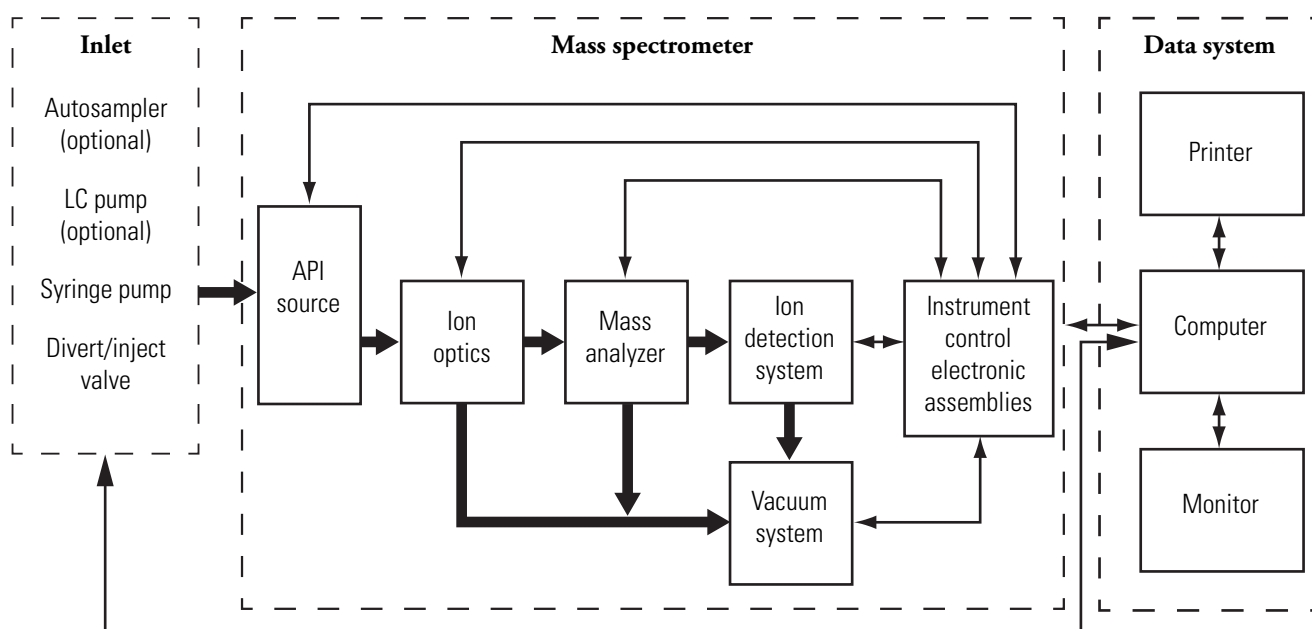 Inlet
Autosampler
(optional)
LC pump
(optional)
Syringe pump
Divert/inject
valve
Mass spectrometer
API
source
Ion
optics
Mass
analyzer
Ion
detection
system
Instrument
control
electronic
assemblies
Vacuum
system
Data system
Printer
Computer
Monitor